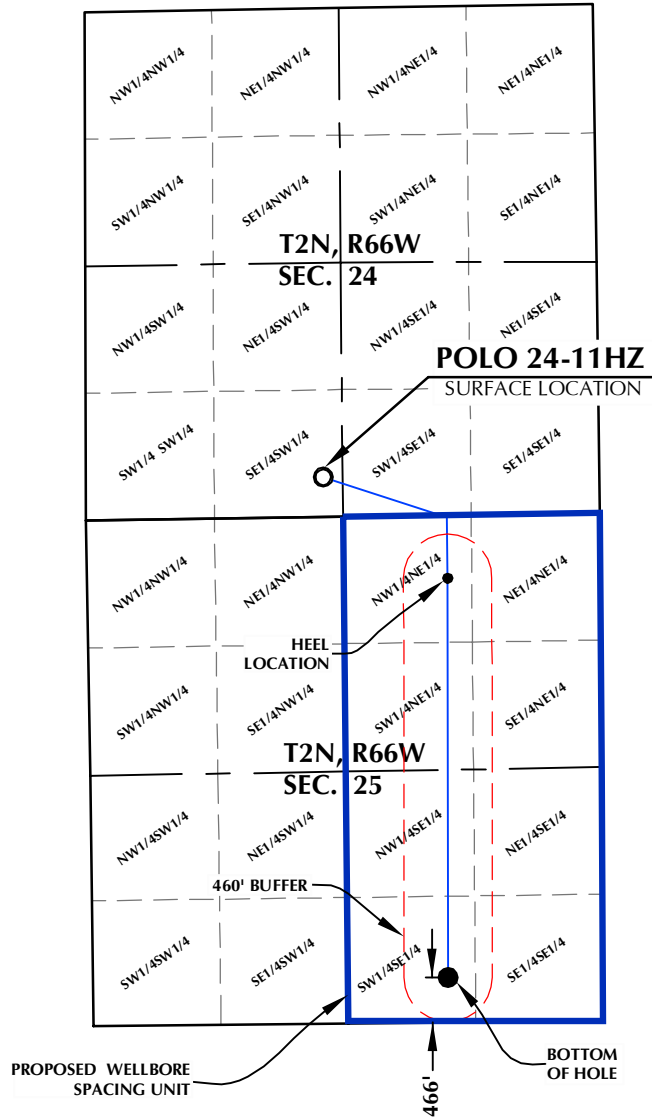 NW1/4NW1/4
NE1/4NW1/4
NW1/4NE1/4
NE1/4NE1/4
SW1/4NW1/4
SE1/4NW1/4
SW1/4NE1/4
SE1/4NE1/4
T2N, R66W
SEC. 24
NW1/4SW1/4
NE1/4SW1/4
NW1/4SE1/4
NE1/4SE1/4
POLO 24-11HZ
SURFACE LOCATION
SW1/4 SW1/4
SE1/4SW1/4
SW1/4SE1/4
SE1/4SE1/4
NW1/4NW1/4
NE1/4NW1/4
NW1/4NE1/4
NE1/4NE1/4
HEEL
LOCATION
SW1/4NW1/4
SE1/4NW1/4
SW1/4NE1/4
SE1/4NE1/4
T2N, R66W
SEC. 25
NW1/4SW1/4
NE1/4SW1/4
NW1/4SE1/4
NE1/4SE1/4
460' BUFFER
SW1/4SW1/4
SE1/4SW1/4
SW1/4SE1/4
SE1/4SE1/4
PROPOSED WELLBORE
SPACING UNIT
466'
BOTTOM
OF HOLE